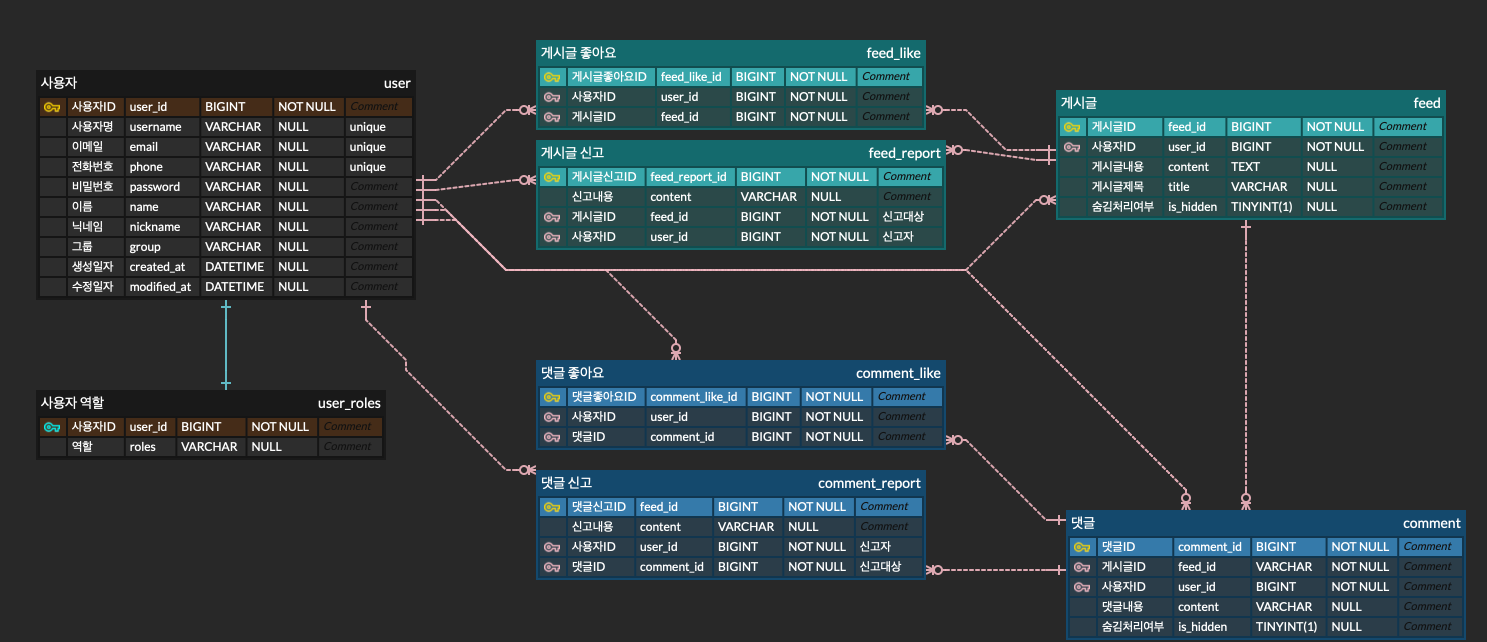 사용자 user
사용자ID user_id BIGINT NOT NULL Comment
사용자명 username VARCHAR NULL unique
이메일 email VARCHAR NULL unique
전화번호 phone VARCHAR NULL unique
비밀번호 password VARCHAR NULL Comment
이름 name VARCHAR NULL Comment
닉네임 nickname VARCHAR NULL Comment
그룹 group VARCHAR NULL Comment
생성일자 created_at DATETIME NULL Comment
수정일자 modified_at DATETIME NULL Comment
사용자 역할 user_roles
사용자ID user_id BIGINT NOT NULL Comment
역할 roles VARCHAR NULL Comment
게시글 좋아요 feed_like
게시글좋아요ID feed_like_id BIGINT NOT NULL Comment
사용자ID user_id BIGINT NOT NULL Comment
게시글ID feed_id BIGINT NOT NULL Comment
게시글 신고 feed_report
게시글신고ID feed_report_id BIGINT NOT NULL Comment
신고내용 content VARCHAR NULL Comment
게시글ID feed_id BIGINT NOT NULL 신고대상
사용자ID user_id BIGINT NOT NULL 신고자
댓글 좋아요 comment_like
댓글좋아요ID comment_like_id BIGINT NOT NULL Comment
사용자ID user_id BIGINT NOT NULL Comment
댓글ID comment_id BIGINT NOT NULL Comment
댓글 신고 comment_report
댓글신고ID feed_id BIGINT NOT NULL Comment
신고내용 content VARCHAR NULL Comment
사용자ID user_id BIGINT NOT NULL 신고자
댓글ID comment_id BIGINT NOT NULL 신고대상
게시글 feed
게시글ID feed_id BIGINT NOT NULL Comment
사용자ID user_id BIGINT NOT NULL Comment
게시글내용 content TEXT NULL Comment
게시글제목 title VARCHAR NULL Comment
숨김처리여부 is_hidden TINYINT(1) NULL Comment
댓글 comment
댓글ID comment_id BIGINT NOT NULL Comment
게시글ID feed_id VARCHAR NOT NULL Comment
사용자ID user_id BIGINT NOT NULL Comment
댓글내용 content VARCHAR NULL Comment
숨김처리여부 is_hidden TINYINT(1) NULL Comment